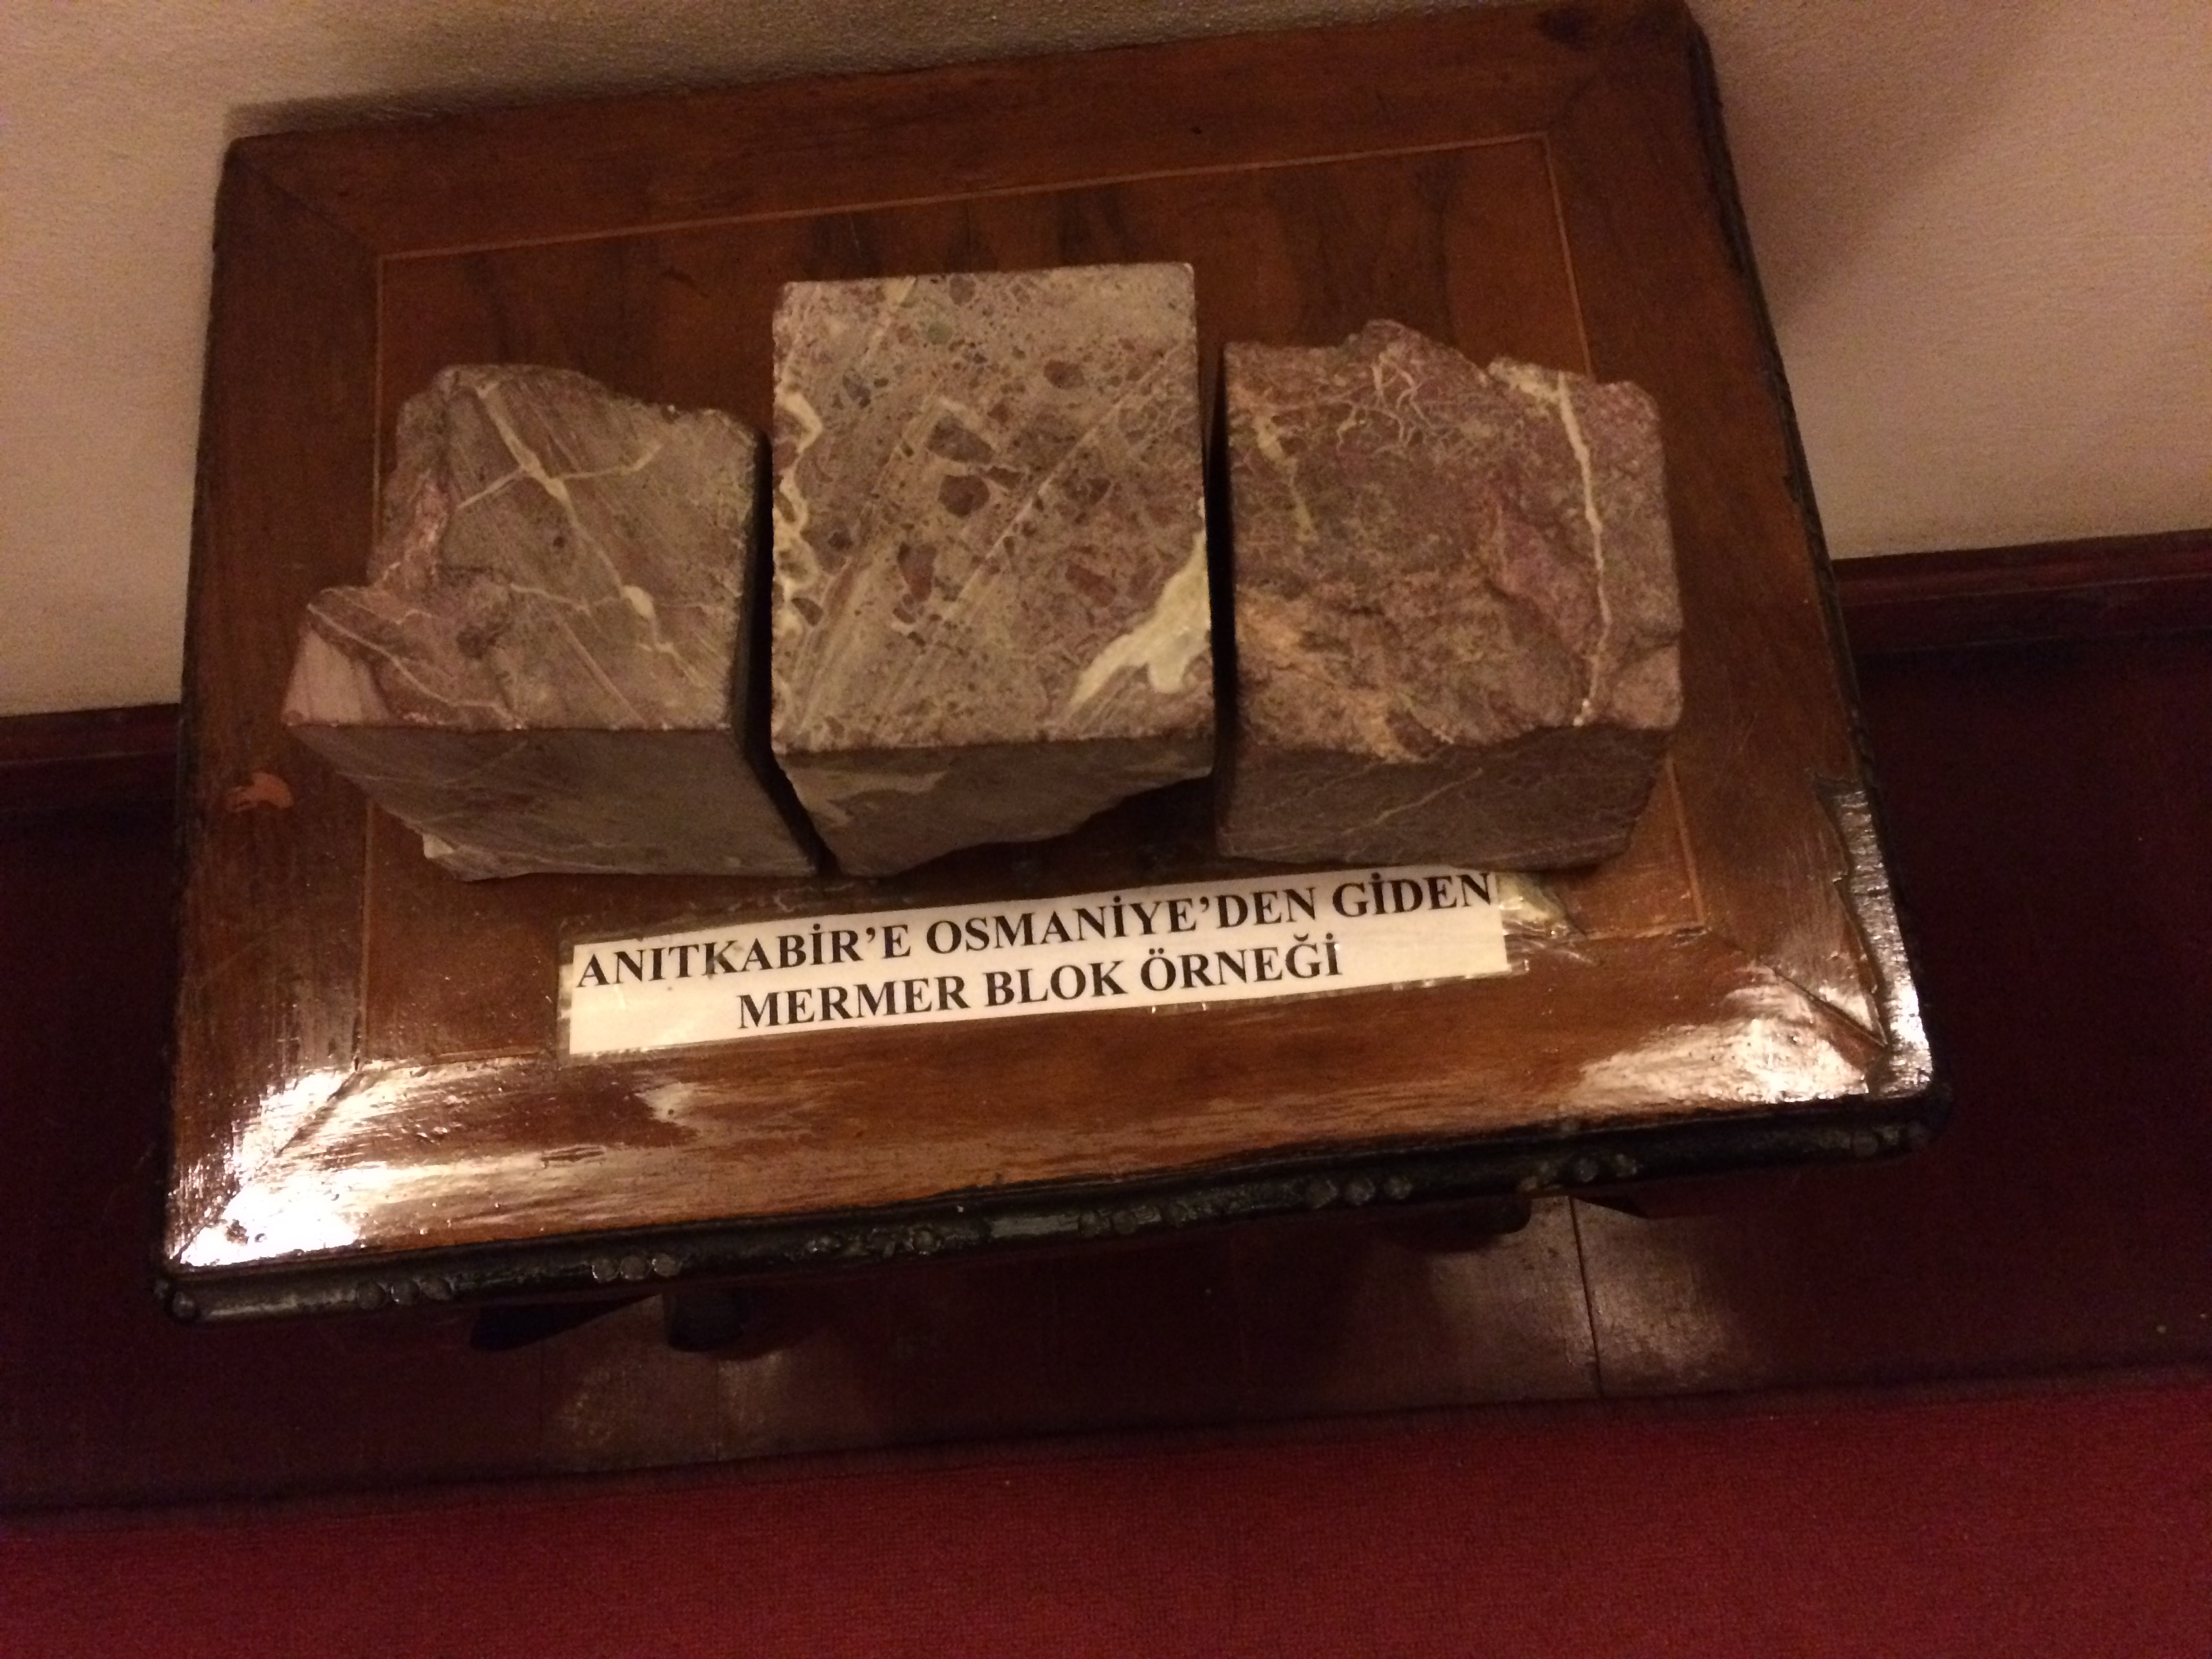 ANITKABİR'E OSMANİYE'DEN GİDEN
MERMER BLOK ÖRNEĞİ